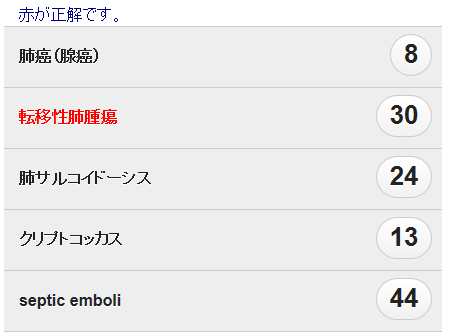 赤が正解です。
肺癌（腺癌） 8
転移性肺腫瘍 30
肺サルコイドーシス 24
クリプトコッカス 13
septic emboli 44